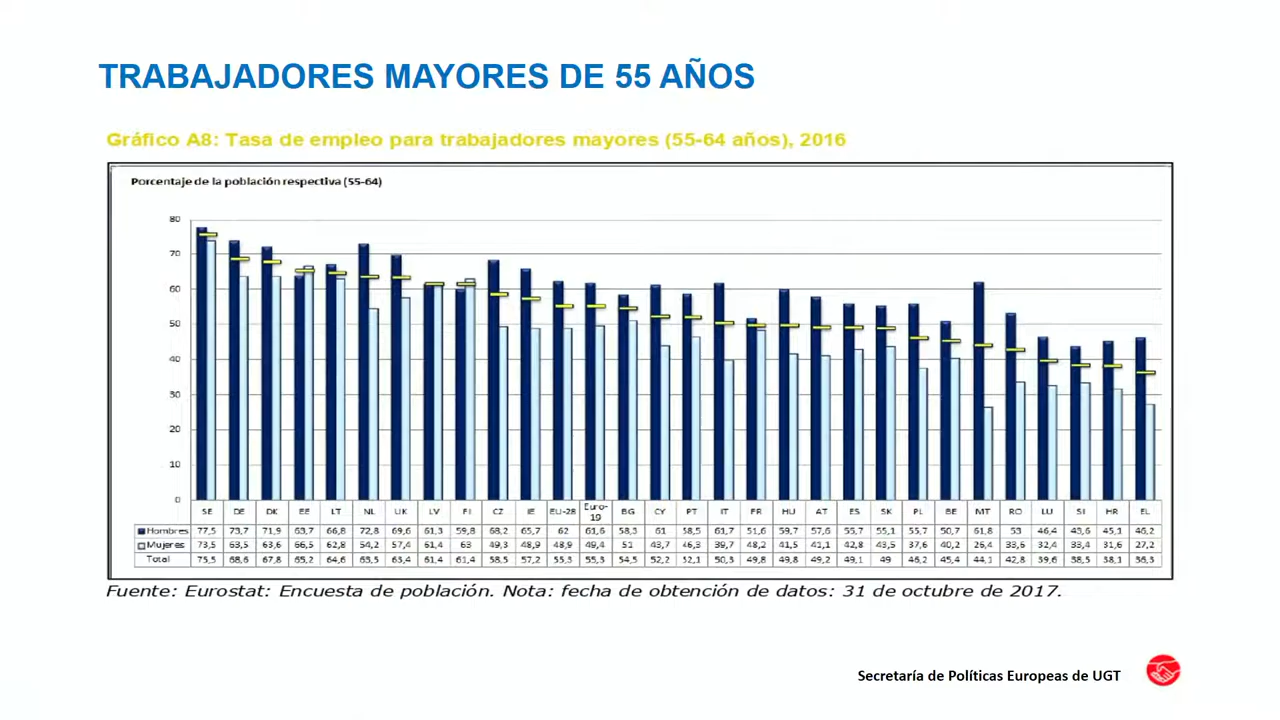 TRABAJADORES MAYORES DE 55 AÑOS
Gráfico A8: Tasa de empleo para trabajadores mayores (55-64 años), 2016
Porcentaje de la población respectiva (55-64)
80
70
60
50
40
30
20
10
0
SE DE DK EE LT NL UK LV FI CZ IE EU-28 Euro-19 BG CY PT IT FR HU AT ES SK PL BE MT RO LU SI HR EL
Hombres 77,5 73,7 71,9 63,7 66,8 72,8 69,6 61,3 59,8 68,2 65,7 62 61,6 58,3 61 58,5 61,7 51,6 59,7 57,6 55,7 55,1 55,7 50,7 61,8 53 46,4 43,6 45,1 46,2
Mujeres 73,5 63,5 63,6 66,5 62,8 54,2 57,4 61,4 63 49,3 48,9 48,9 49,4 51 43,7 46,3 39,7 48,2 41,5 41,1 42,8 43,5 37,6 40,2 26,4 33,6 32,4 33,4 31,6 27,2
Total 75,5 68,6 67,8 65,2 64,6 63,5 63,4 61,4 61,4 58,5 57,2 55,3 55,3 54,5 52,2 52,1 50,3 49,8 49,8 49,2 49,1 49 46,2 45,4 44,1 42,8 39,6 38,5 38,1 36,3
Fuente: Eurostat: Encuesta de población. Nota: fecha de obtención de datos: 31 de octubre de 2017.
Secretaría de Políticas Europeas de UGT